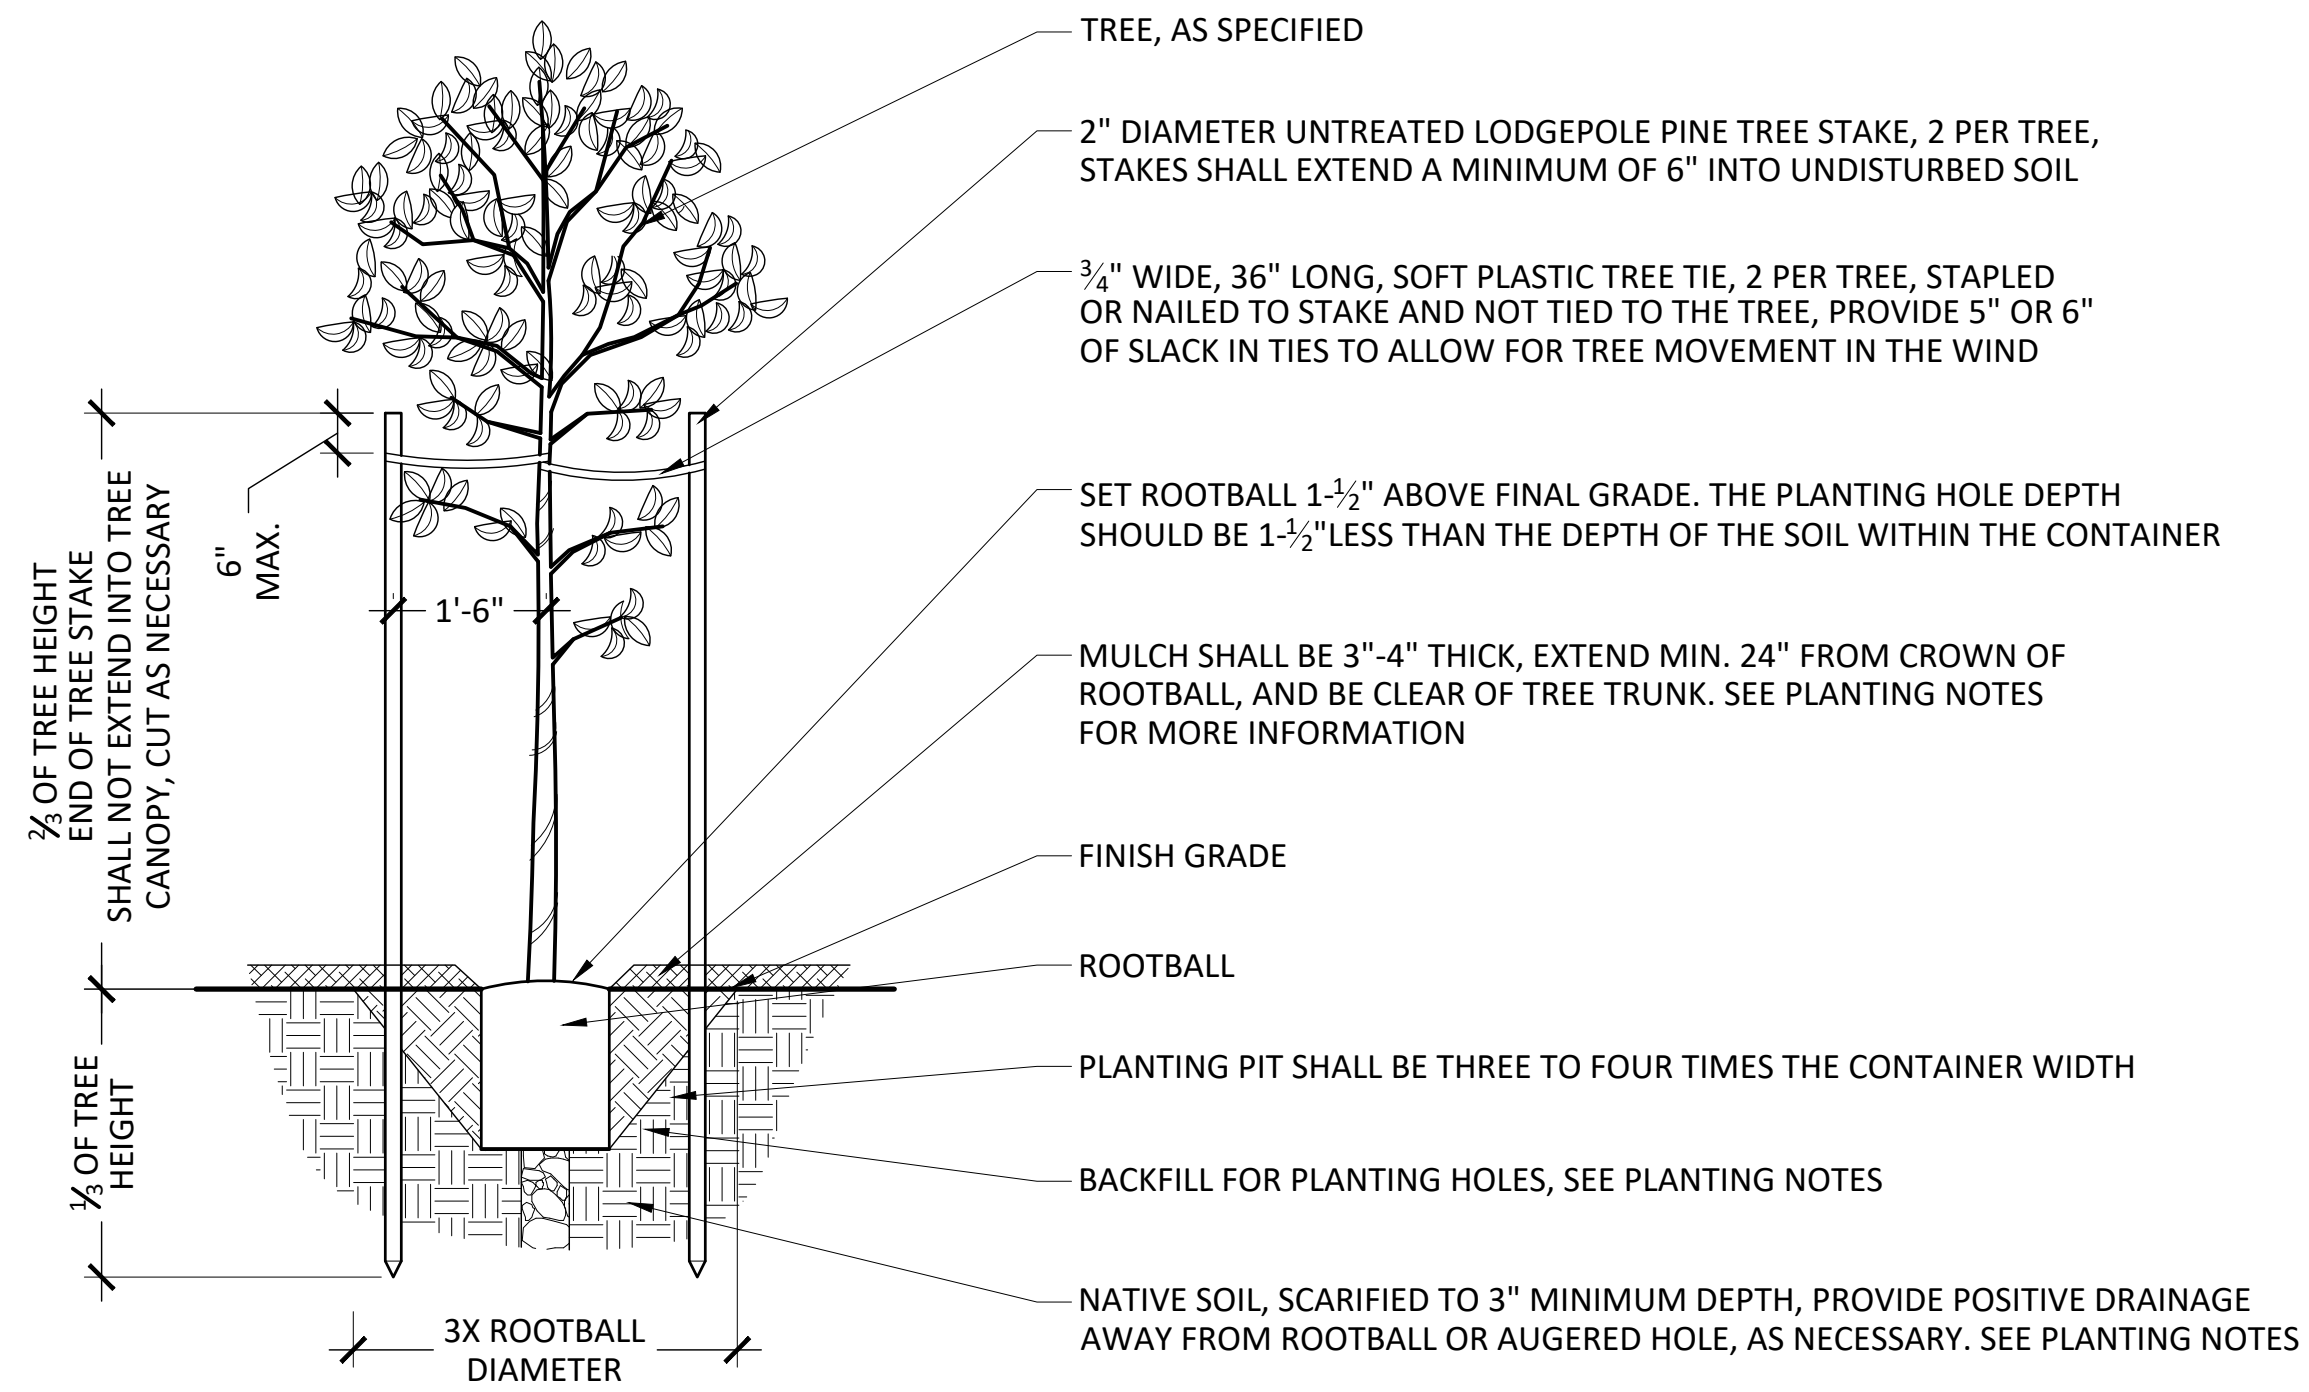 TREE, AS SPECIFIED
2" DIAMETER UNTREATED LODGEPOLE PINE TREE STAKE, 2 PER TREE,
STAKES SHALL EXTEND A MINIMUM OF 6" INTO UNDISTURBED SOIL
¾" WIDE, 36" LONG, SOFT PLASTIC TREE TIE, 2 PER TREE, STAPLED
OR NAILED TO STAKE AND NOT TIED TO THE TREE, PROVIDE 5" OR 6"
OF SLACK IN TIES TO ALLOW FOR TREE MOVEMENT IN THE WIND
SET ROOTBALL 1-½" ABOVE FINAL GRADE. THE PLANTING HOLE DEPTH
SHOULD BE 1-½"LESS THAN THE DEPTH OF THE SOIL WITHIN THE CONTAINER
MULCH SHALL BE 3"-4" THICK, EXTEND MIN. 24" FROM CROWN OF
ROOTBALL, AND BE CLEAR OF TREE TRUNK. SEE PLANTING NOTES
FOR MORE INFORMATION
FINISH GRADE
ROOTBALL
PLANTING PIT SHALL BE THREE TO FOUR TIMES THE CONTAINER WIDTH
BACKFILL FOR PLANTING HOLES, SEE PLANTING NOTES
NATIVE SOIL, SCARIFIED TO 3" MINIMUM DEPTH, PROVIDE POSITIVE DRAINAGE
AWAY FROM ROOTBALL OR AUGERED HOLE, AS NECESSARY. SEE PLANTING NOTES
⅔ OF TREE HEIGHT
END OF TREE STAKE
SHALL NOT EXTEND INTO TREE
CANOPY, CUT AS NECESSARY
6"
MAX.
1'-6"
⅓ OF TREE
HEIGHT
3X ROOTBALL
DIAMETER